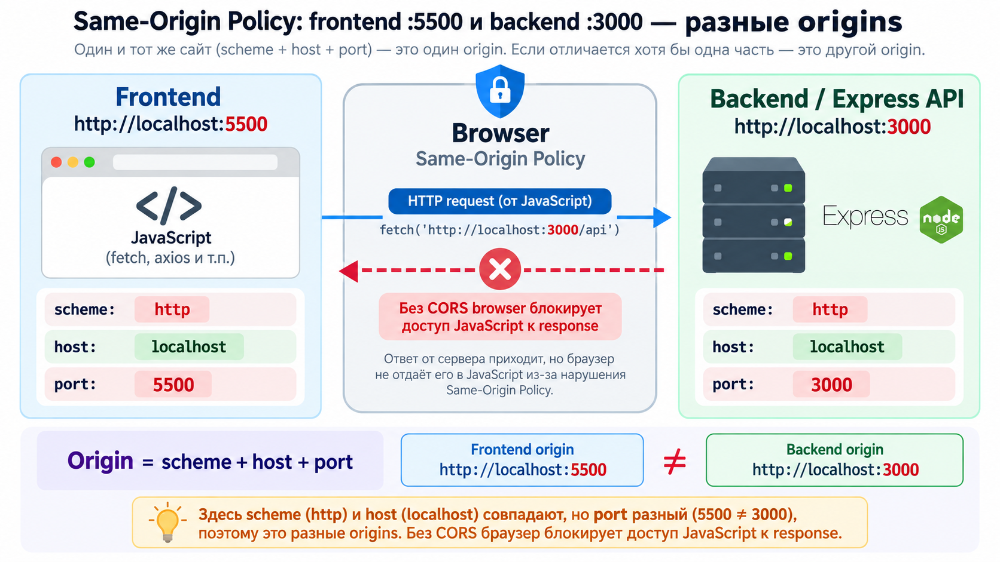 Same-Origin Policy: frontend :5500 и backend :3000 — разные origins
Один и тот же сайт (scheme + host + port) — это один origin. Если отличается хотя бы одна часть — это другой origin.
Frontend
http://localhost:5500
</>
JavaScript
(fetch, axios и т.п.)
scheme: http
host: localhost
port: 5500
Browser
Same-Origin Policy
HTTP request (от JavaScript)
fetch('http://localhost:3000/api')
Без CORS browser блокирует
доступ JavaScript к response
Ответ от сервера приходит, но браузер
не отдаёт его в JavaScript из-за нарушения
Same-Origin Policy.
Backend / Express API
http://localhost:3000
Express
node
JS
scheme: http
host: localhost
port: 3000
Origin = scheme + host + port
Frontend origin
http://localhost:5500
≠
Backend origin
http://localhost:3000
Здесь scheme (http) и host (localhost) совпадают, но port разный (5500 ≠ 3000),
поэтому это разные origins. Без CORS браузер блокирует доступ JavaScript к response.